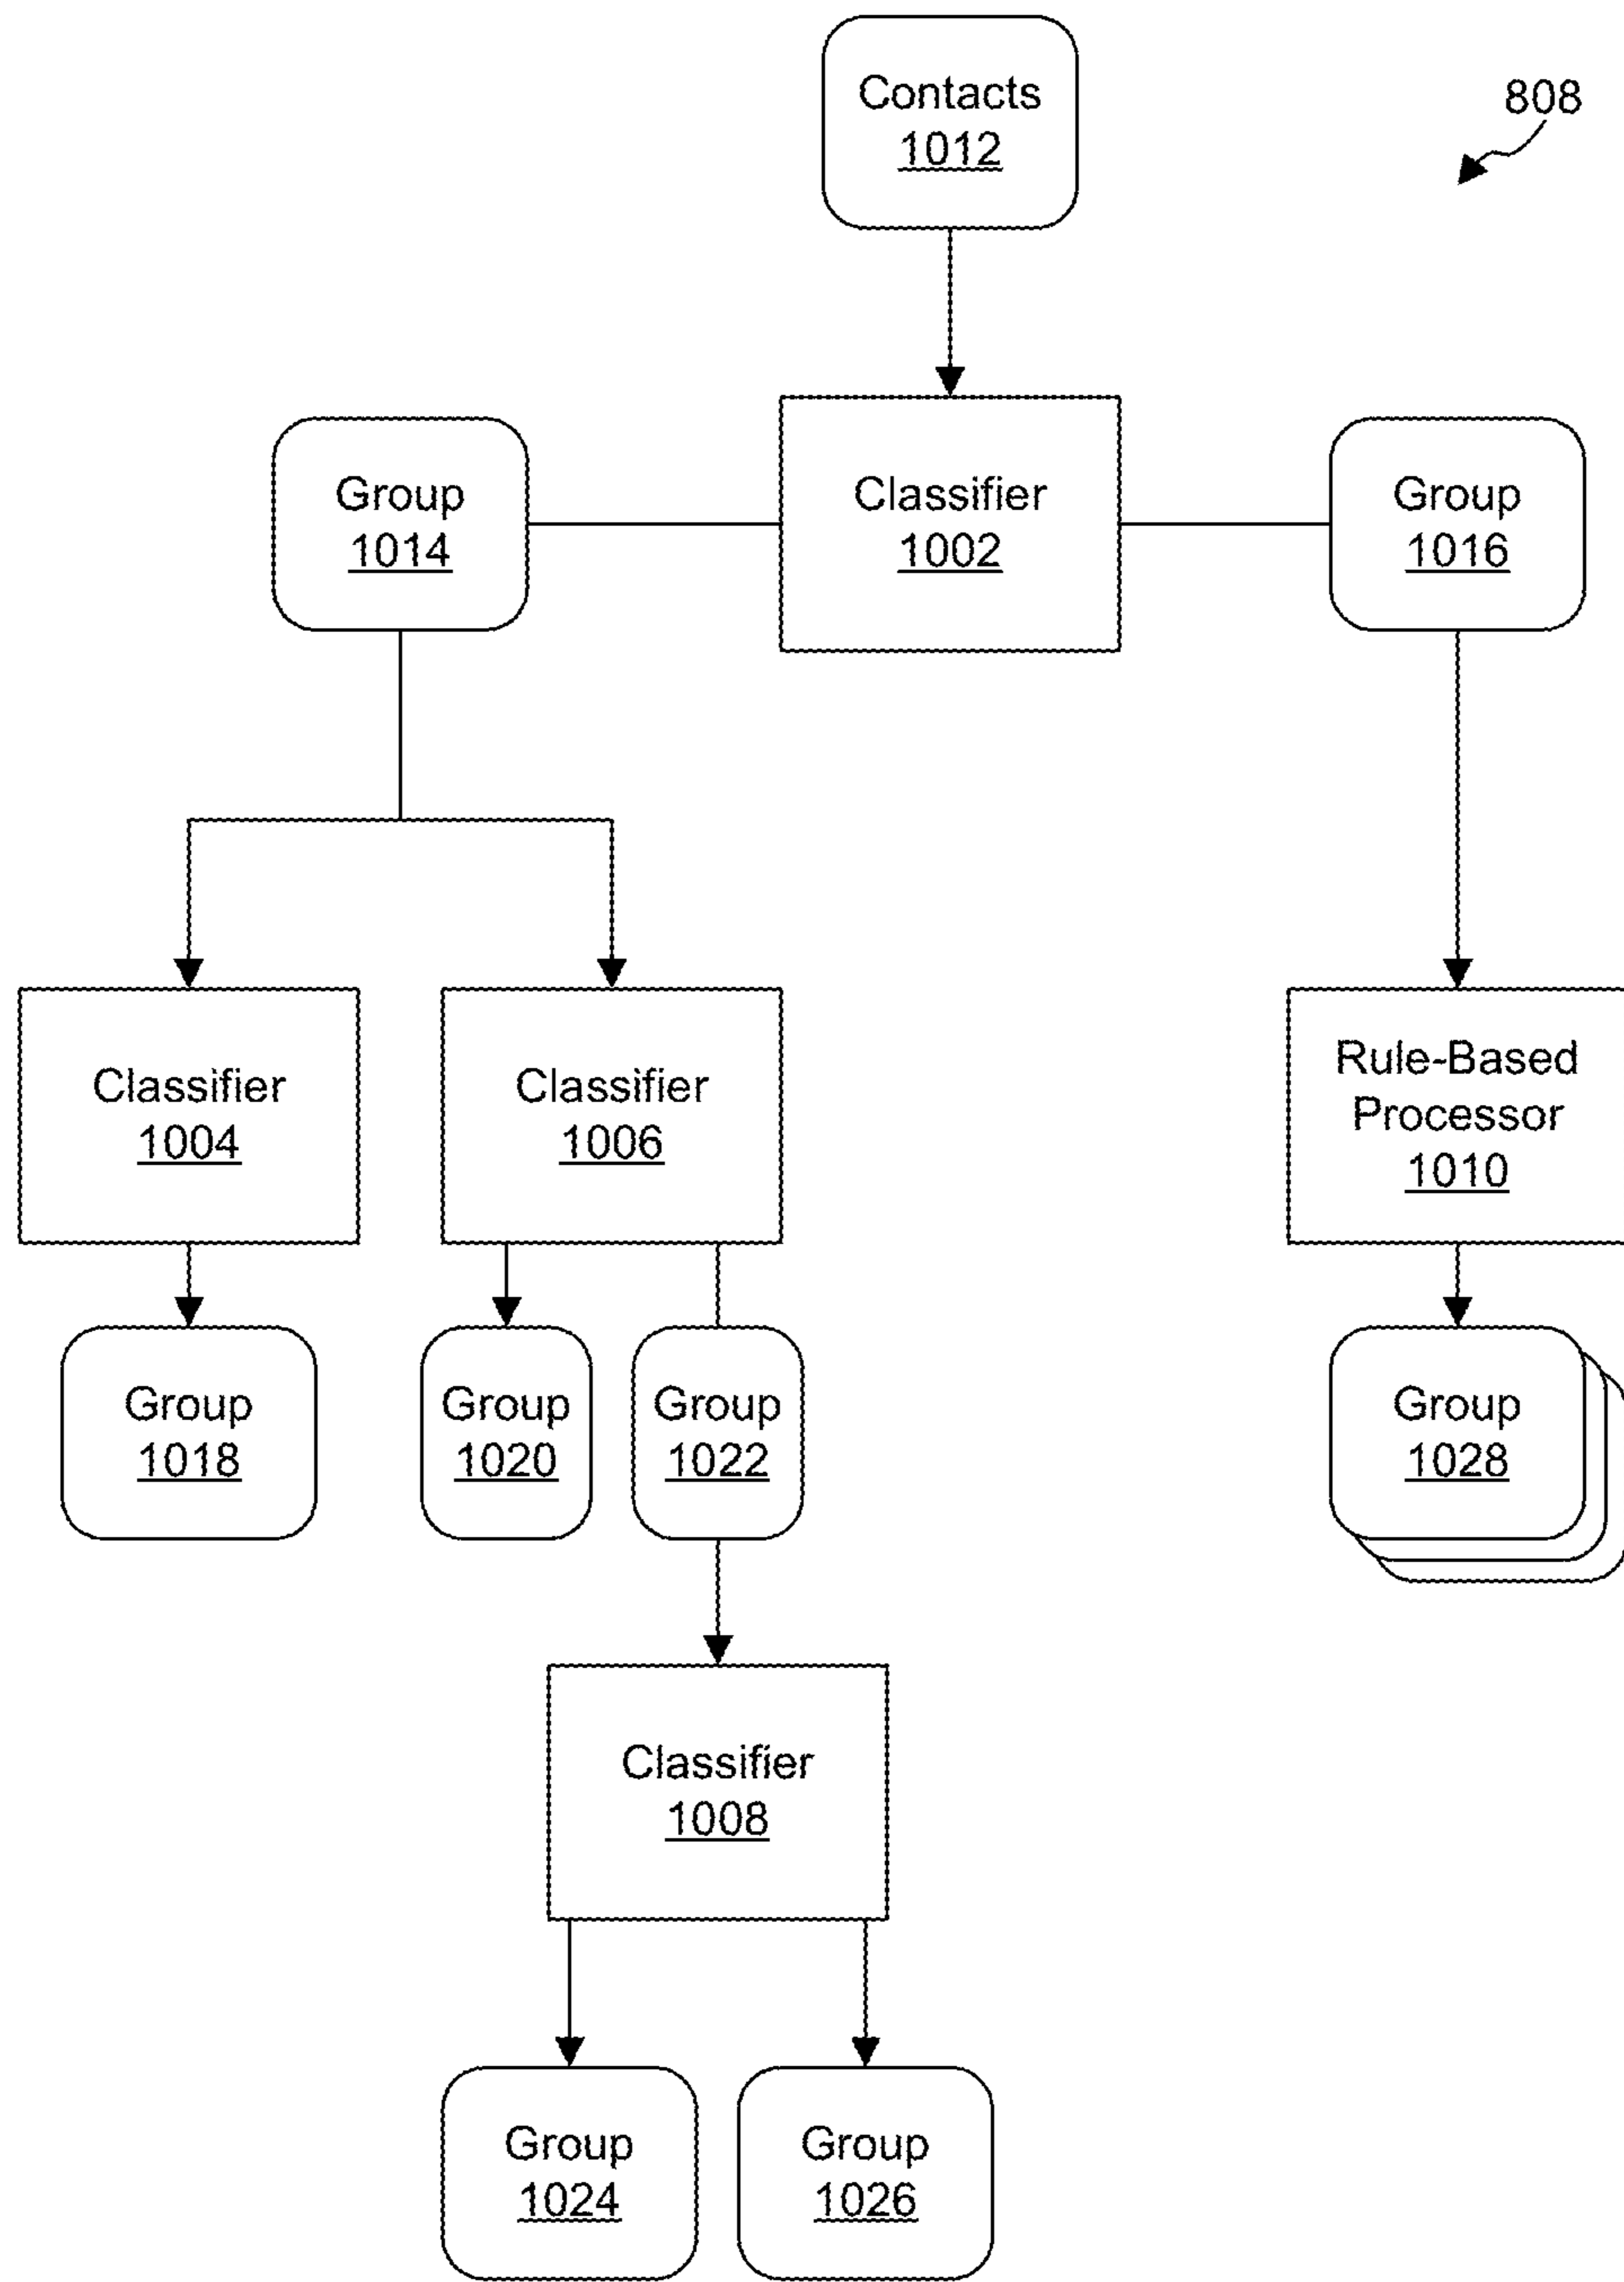 Contacts
1012
808
Group
1014
Classifier
1002
Group
1016
Classifier
1004
Classifier
1006
Rule-Based
Processor
1010
Group
1018
Group
1020
Group
1022
Group
1028
Classifier
1008
Group
1024
Group
1026